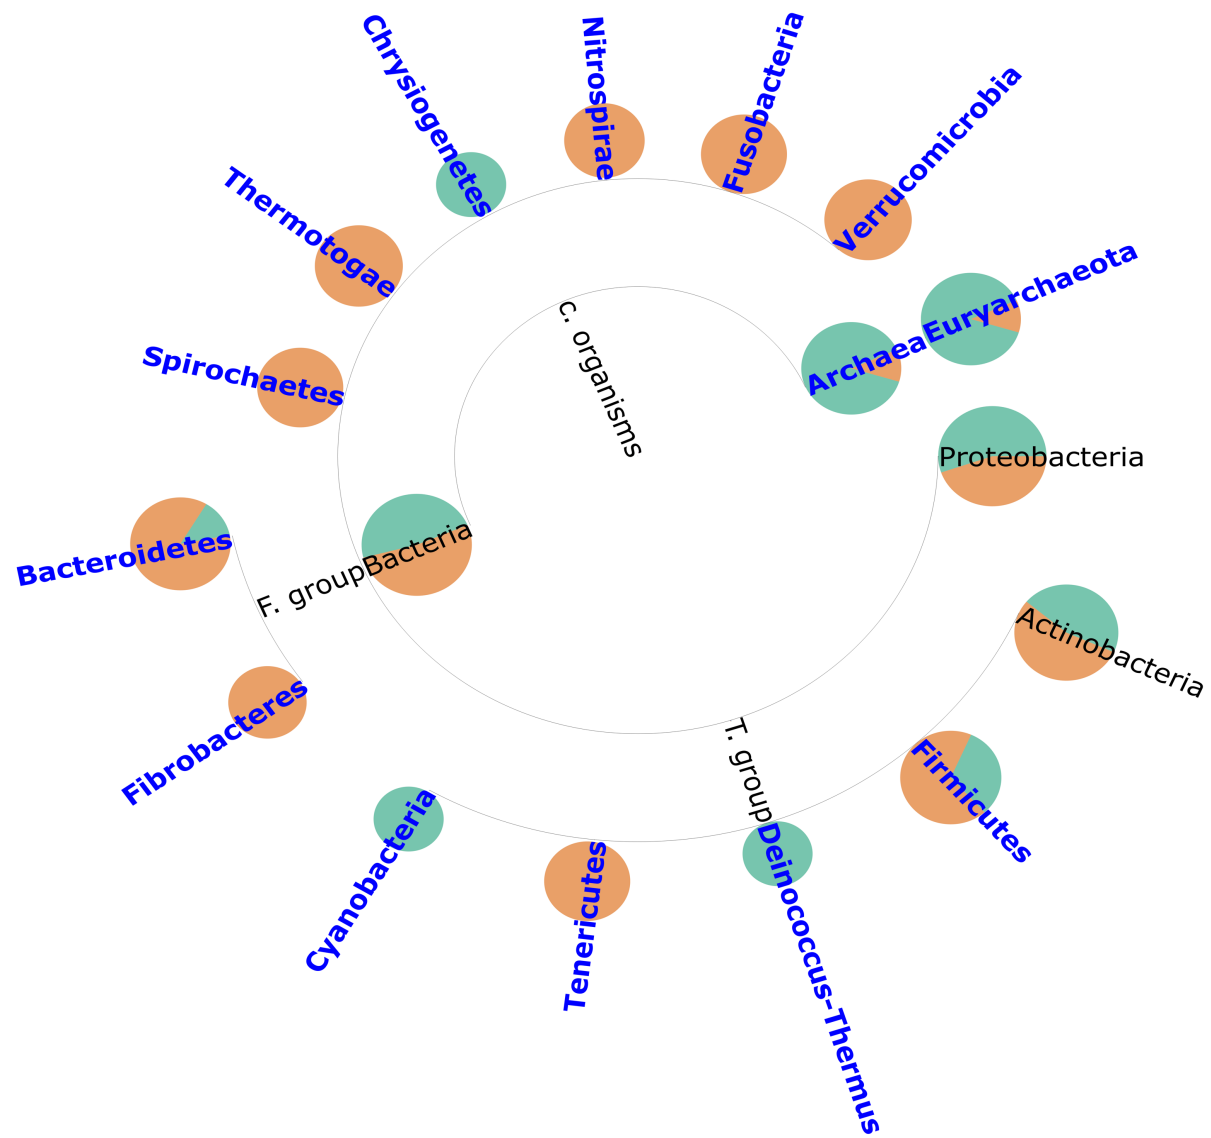 Chrysiogenetes
Nitrospirae
Fusobacteria
Verrucomicrobia
Thermotogae
Euryarchaeota
Archaea
c. organisms
Spirochaetes
Proteobacteria
Bacteria
F. group
Bacteroidetes
Actinobacteria
Fibrobacteres
T. group
Firmicutes
Cyanobacteria
Tenericutes
Deinococcus-Thermus